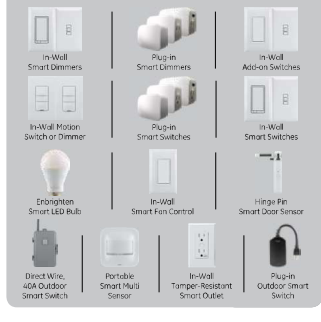 In-Wall
Smart Dimmers
Plug-in
Smart Dimmers
In-Wall
Add-on Switches
In-Wall Motion
Switch or Dimmer
Plug-in
Smart Switches
In-Wall
Smart Switches
Enbrighten
Smart LED Bulb
In-Wall
Smart Fan Control
Hinge Pin
Smart Door Sensor
Direct Wire,
40A Outdoor
Smart Switch
Portable
Smart Multi
Sensor
In-Wall
Tamper-Resistant
Smart Outlet
Plug-in
Outdoor Smart
Switch